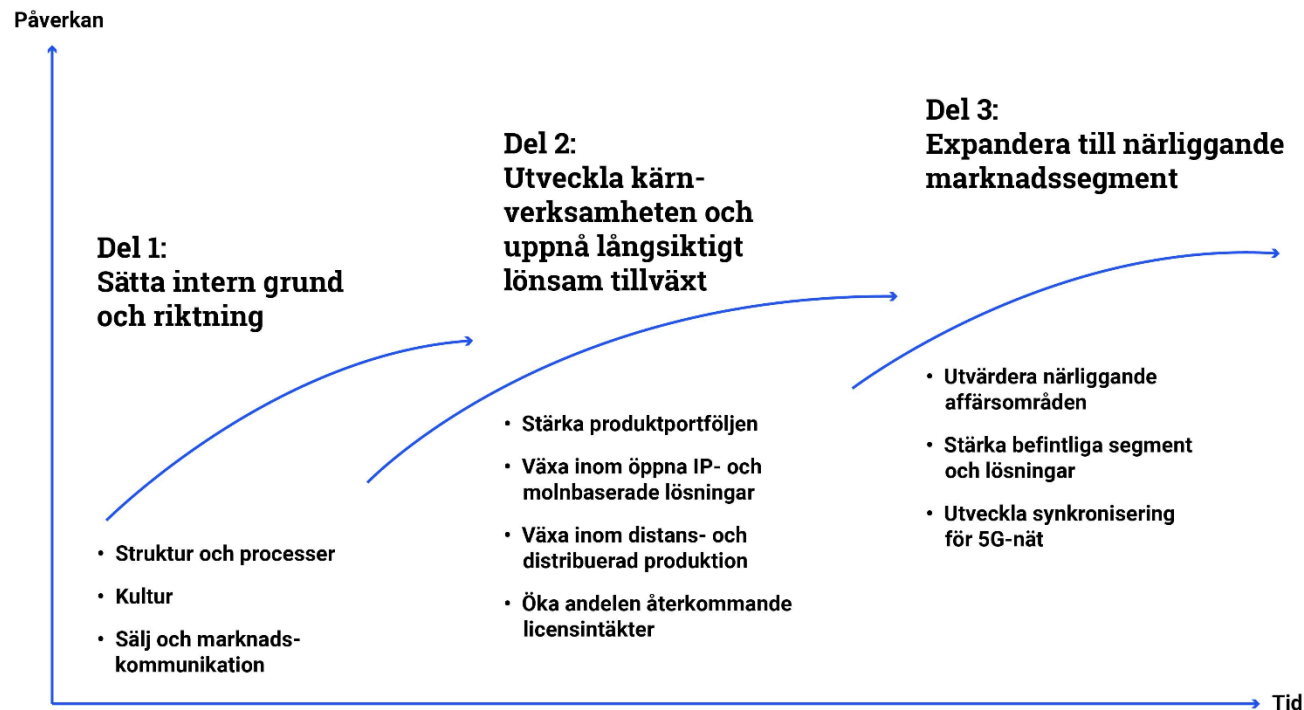 Påverkan
Del 1:
Sätta intern grund
och riktning
• Struktur och processer
• Kultur
• Sälj och marknads-
kommunikation
Del 2:
Utveckla kärn-
verksamheten och
uppnå långsiktigt
lönsam tillväxt
• Stärka produktportföljen
• Växa inom öppna IP- och
molnbaserade lösningar
• Växa inom distans- och
distribuerad produktion
• Öka andelen återkommande
licensintäkter
Del 3:
Expandera till närliggande
marknadssegment
• Utvärdera närliggande
affärsområden
• Stärka befintliga segment
och lösningar
• Utveckla synkronisering
för 5G-nät
Tid